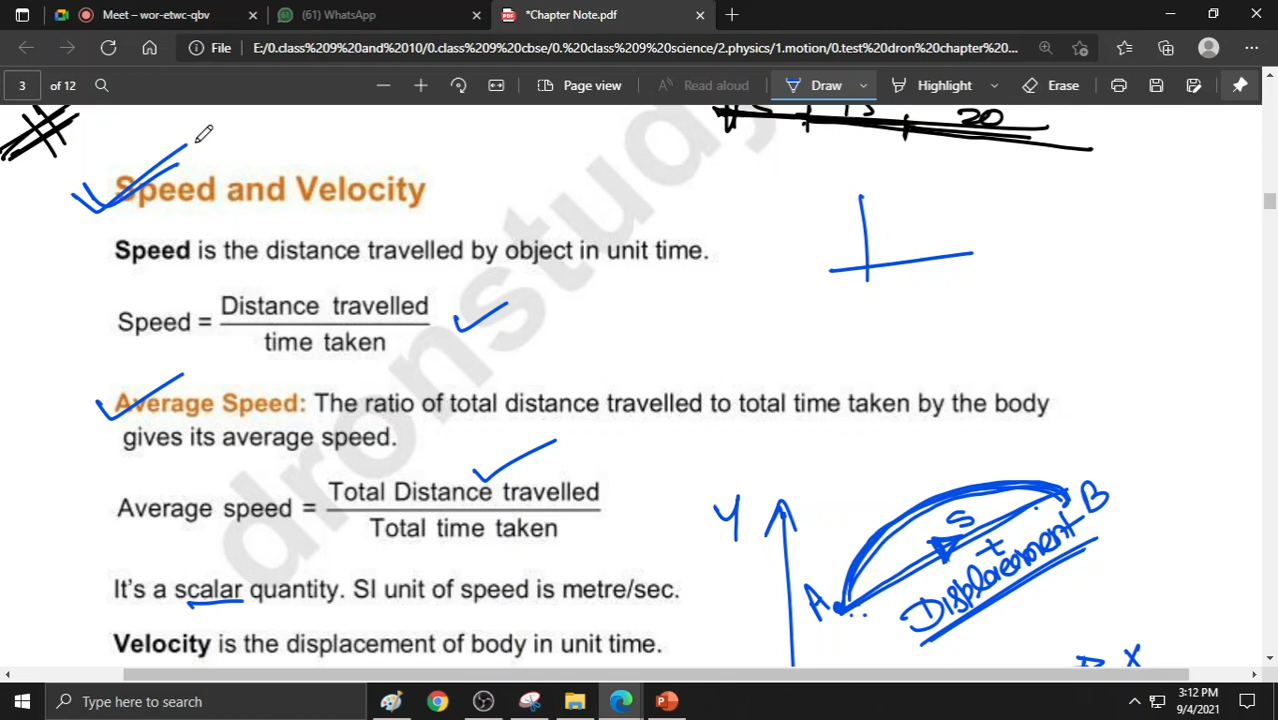 Meet – wor-etwc-qbv
(61) WhatsApp
*Chapter Note.pdf
File
E:/0.class%209%20and%2010/0.class%209%20cbse/0.%20class%209%20science/2.physics/1.motion/0.test%20dron%20chapter%20...
3 of 12
Page view
Read aloud
Draw
Highlight
Erase
15
20
Speed and Velocity
Speed is the distance travelled by object in unit time.
Speed = Distance travelled
time taken
Average Speed: The ratio of total distance travelled to total time taken by the body
gives its average speed.
Average speed = Total Distance travelled
Total time taken
It's a scalar quantity. SI unit of speed is metre/sec.
Velocity is the displacement of body in unit time.
dronstudy
Y
B
S
t
A
Displacement
X
Type here to search
3:12 PM
9/4/2021